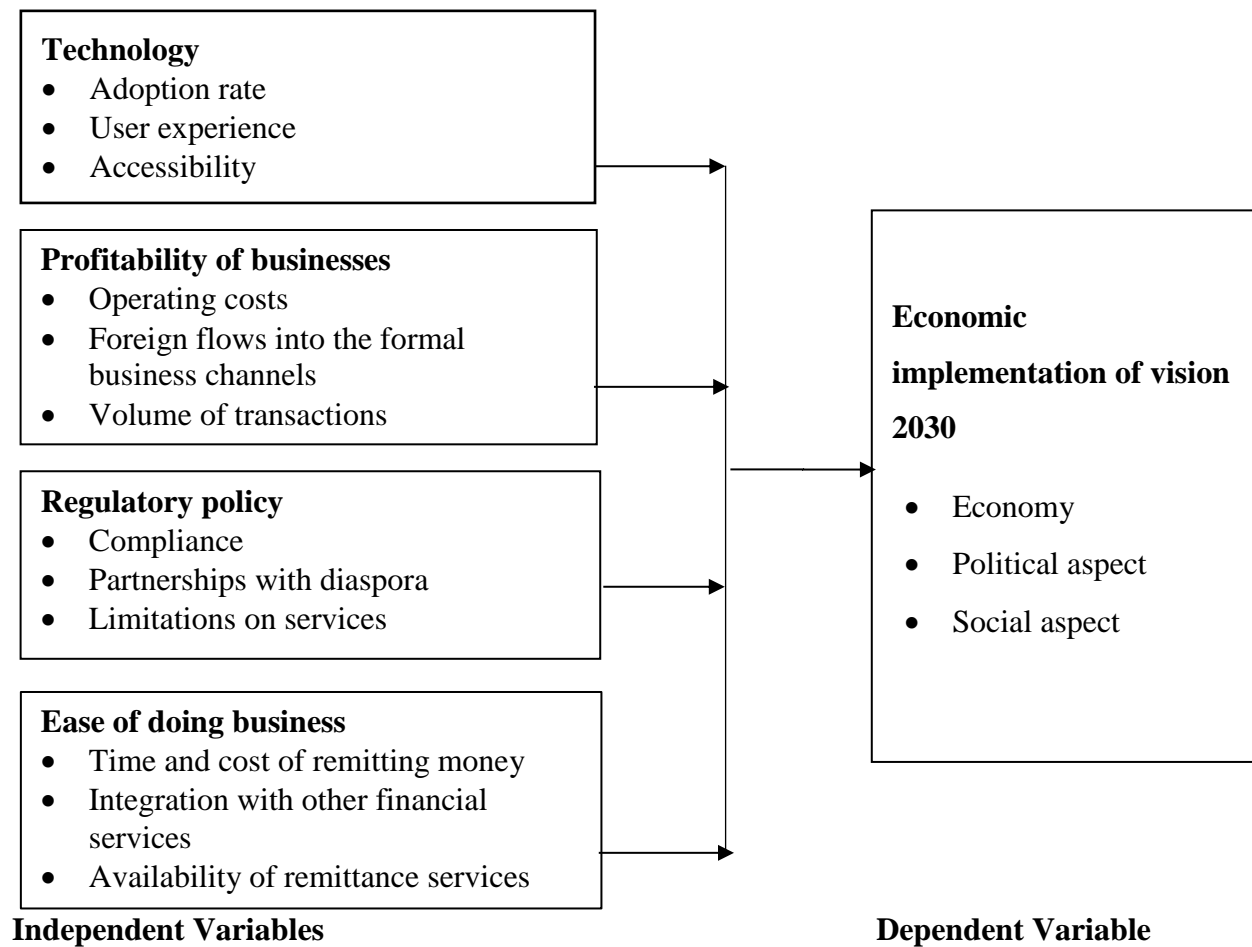 Technology
• Adoption rate
• User experience
• Accessibility
Profitability of businesses
• Operating costs
• Foreign flows into the formal
business channels
• Volume of transactions
Regulatory policy
• Compliance
• Partnerships with diaspora
• Limitations on services
Ease of doing business
• Time and cost of remitting money
• Integration with other financial
services
• Availability of remittance services
Independent Variables
Economic
implementation of vision
2030
• Economy
• Political aspect
• Social aspect
Dependent Variable